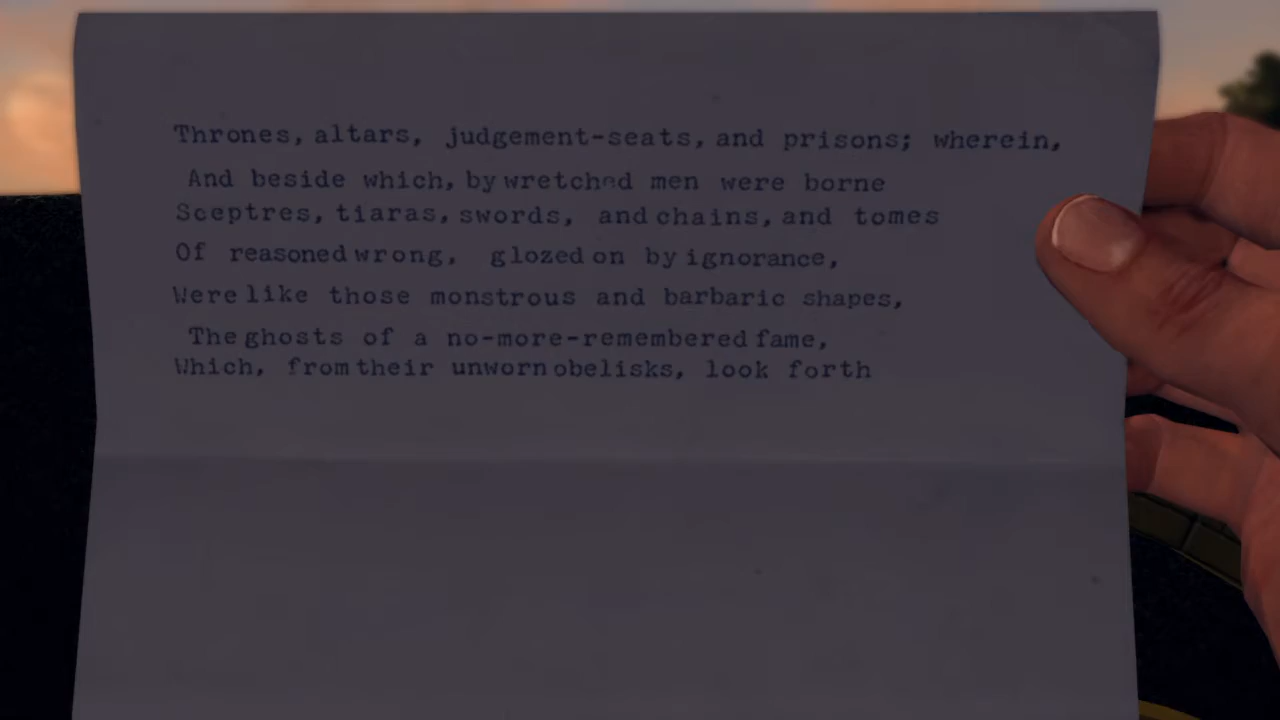 Thrones, altars, judgement-seats, and prisons; wherein,
And beside which, by wretched men were borne
Sceptres, tiaras, swords, and chains, and tomes
Of reasoned wrong, glozed on by ignorance,
Were like those monstrous and barbaric shapes,
The ghosts of a no-more-remembered fame,
Which, from their unworn obelisks, look forth